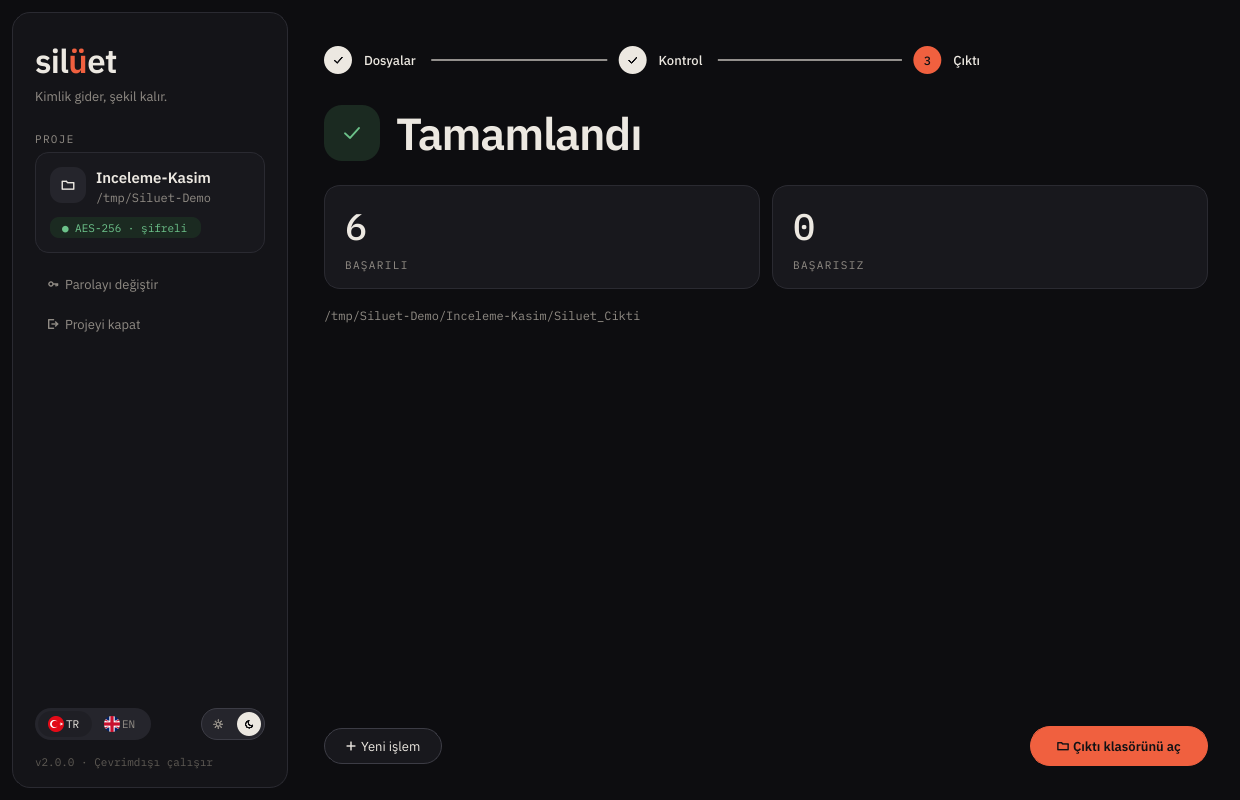 silüet
Kimlik gider, şekil kalır.
PROJE
Inceleme-Kasim
/tmp/Siluet-Demo
● AES-256 · şifreli
Parolayı değiştir
Projeyi kapat
TR
EN
v2.0.0 · Çevrimdışı çalışır
Dosyalar
Kontrol
3 Çıktı
Tamamlandı
6
BAŞARILI
0
BAŞARISIZ
/tmp/Siluet-Demo/Inceleme-Kasim/Siluet_Cikti
+ Yeni işlem
Çıktı klasörünü aç